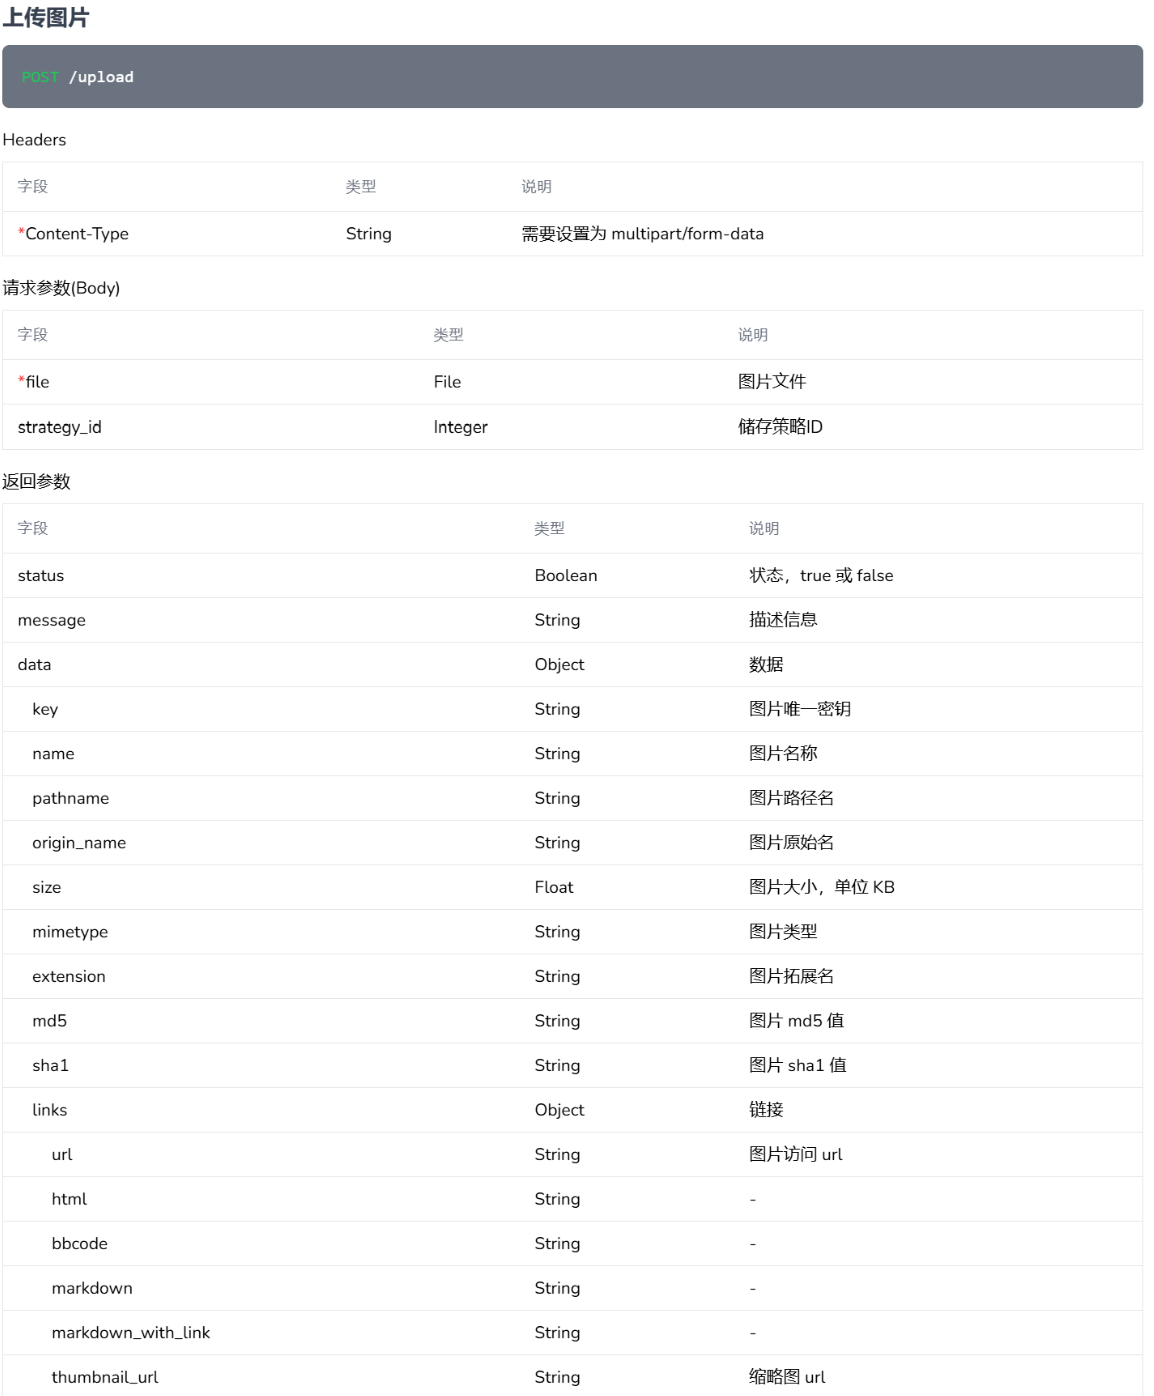 上传图片
POST /upload
Headers
字段 类型 说明
*Content-Type String 需要设置为 multipart/form-data
请求参数(Body)
字段 类型 说明
*file File 图片文件
strategy_id Integer 储存策略ID
返回参数
字段 类型 说明
status Boolean 状态，true 或 false
message String 描述信息
data Object 数据
key String 图片唯一密钥
name String 图片名称
pathname String 图片路径名
origin_name String 图片原始名
size Float 图片大小，单位 KB
mimetype String 图片类型
extension String 图片拓展名
md5 String 图片 md5 值
sha1 String 图片 sha1 值
links Object 链接
url String 图片访问 url
html String -
bbcode String -
markdown String -
markdown_with_link String -
thumbnail_url String 缩略图 url